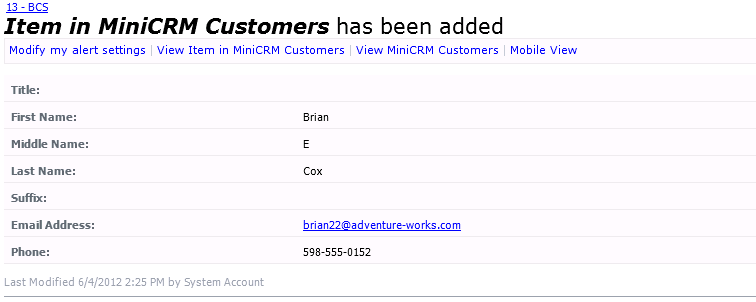 13 - BCS
Item in MiniCRM Customers has been added
Modify my alert settings | View Item in MiniCRM Customers | View MiniCRM Customers | Mobile View
Title:
First Name: Brian
Middle Name: E
Last Name: Cox
Suffix:
Email Address: brian22@adventure-works.com
Phone: 598-555-0152
Last Modified 6/4/2012 2:25 PM by System Account